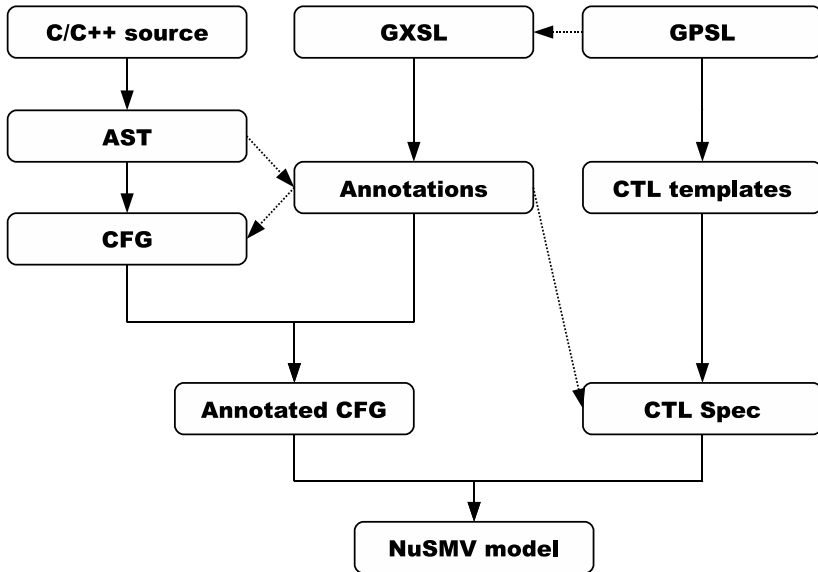 C/C++ source
GXSL
GPSL
AST
Annotations
CTL templates
CFG
Annotated CFG
CTL Spec
NuSMV model